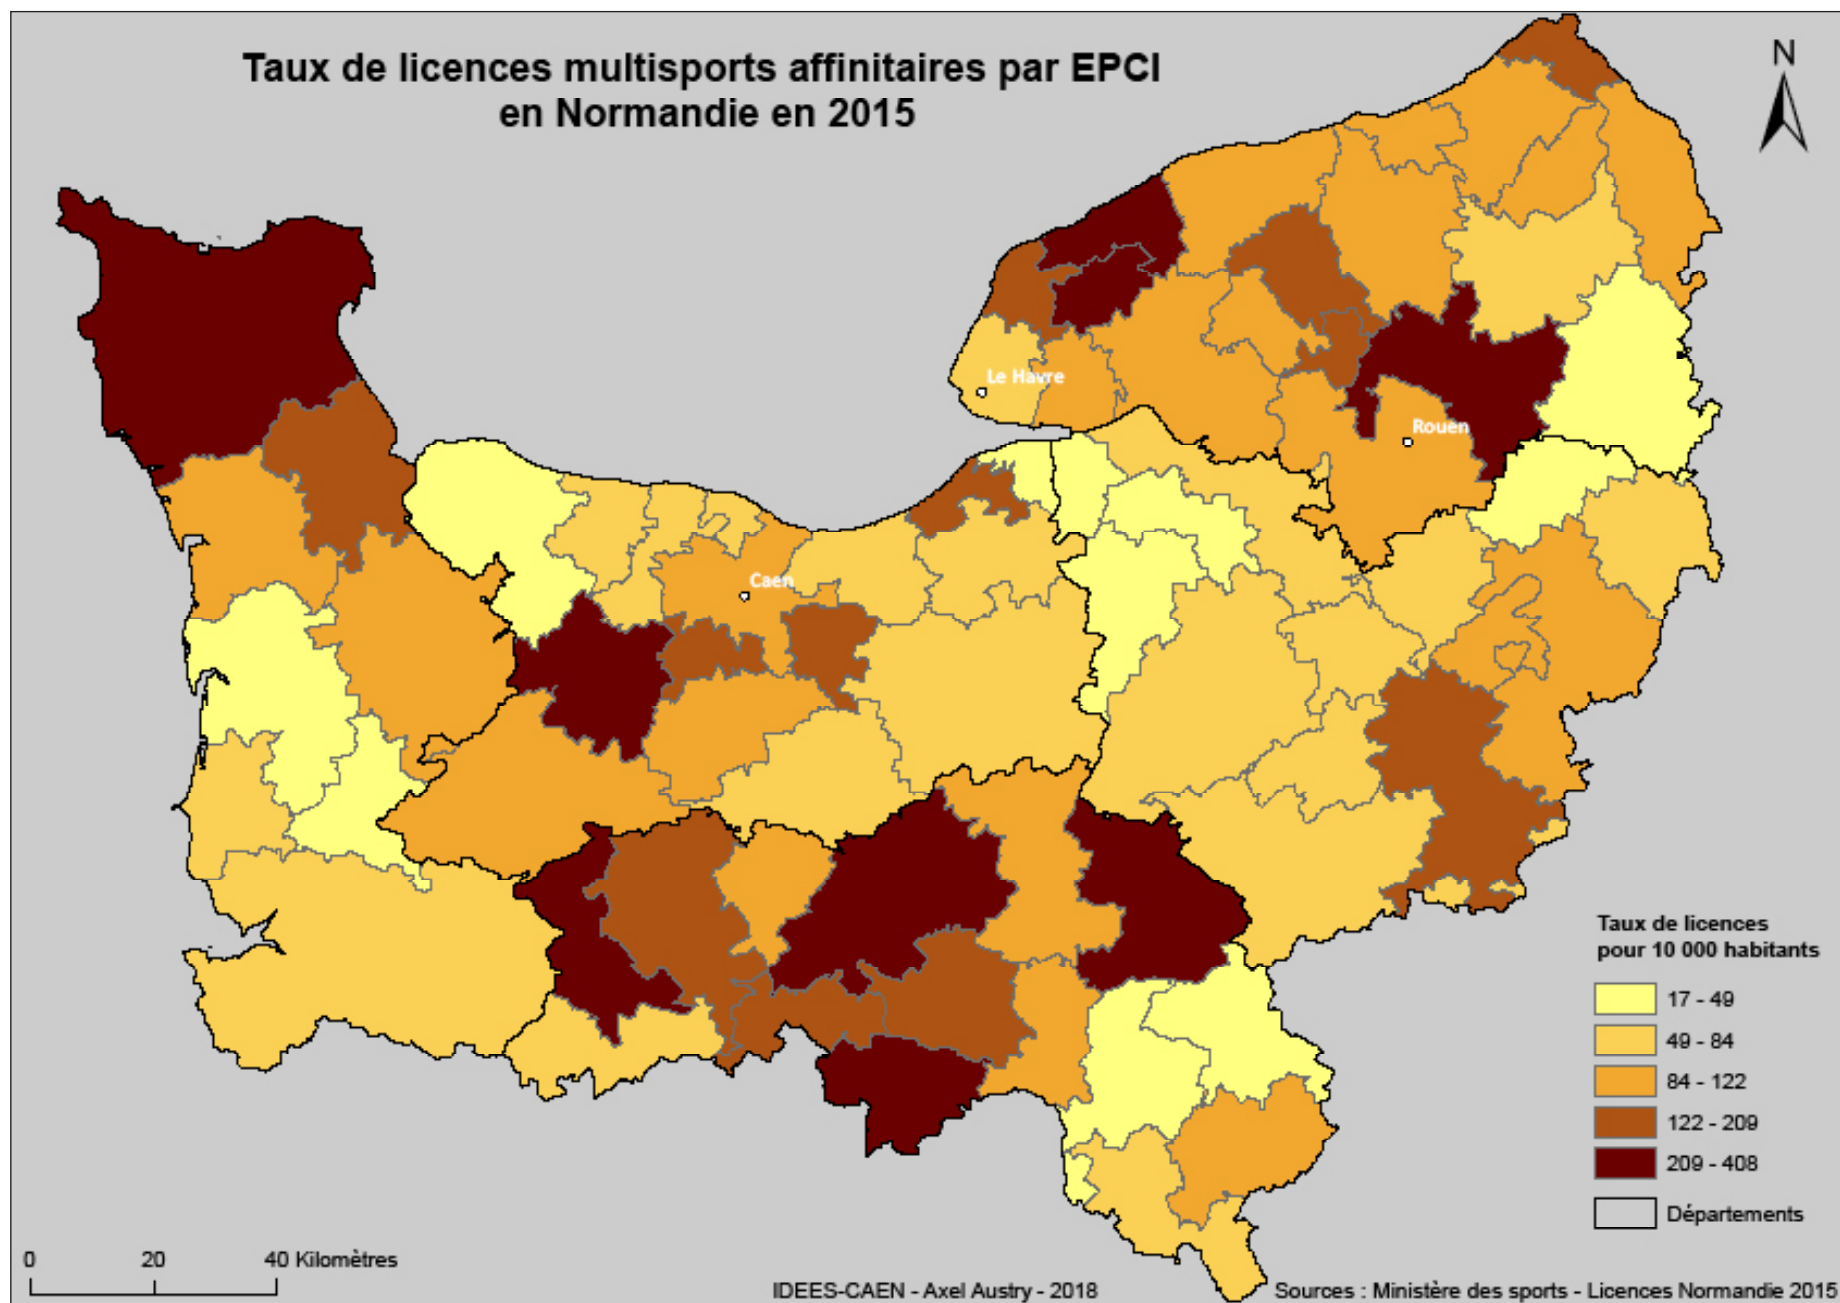 Taux de licences multisports affinitaires par EPCI
en Normandie en 2015
N
Le Havre
Rouen
Caen
Taux de licences
pour 10 000 habitants
17 - 49
49 - 84
84 - 122
122 - 209
209 - 408
Départements
0 20 40 Kilomètres
IDEES-CAEN - Axel Austry - 2018
Sources : Ministère des sports - Licences Normandie 2015